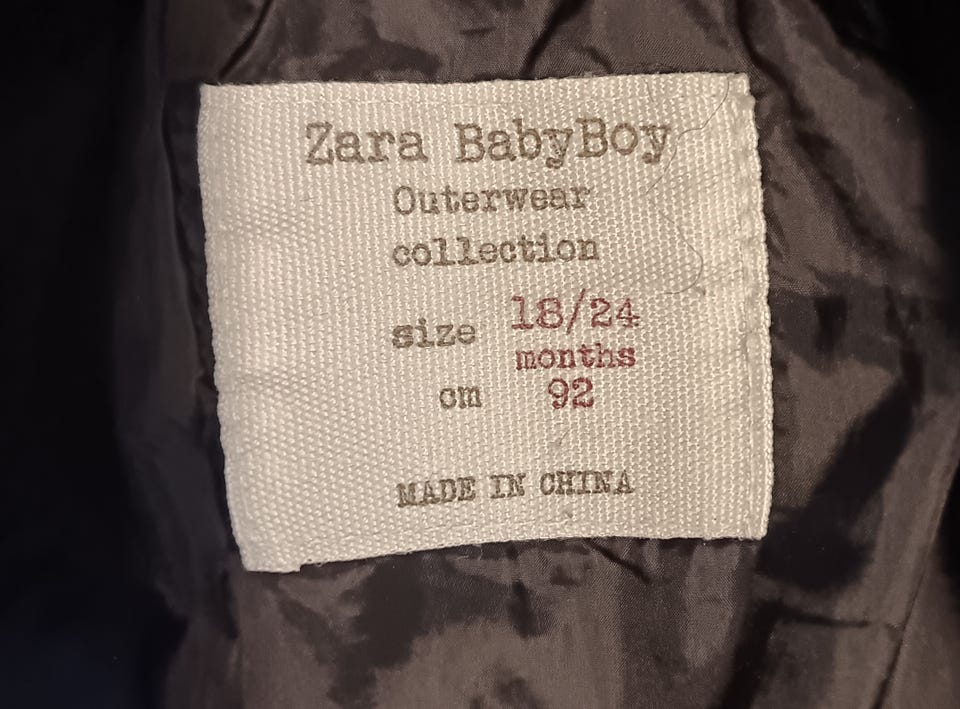 Zara BabyBoy
Outerwear
collection
size 18/24
months
cm 92
MADE IN CHINA